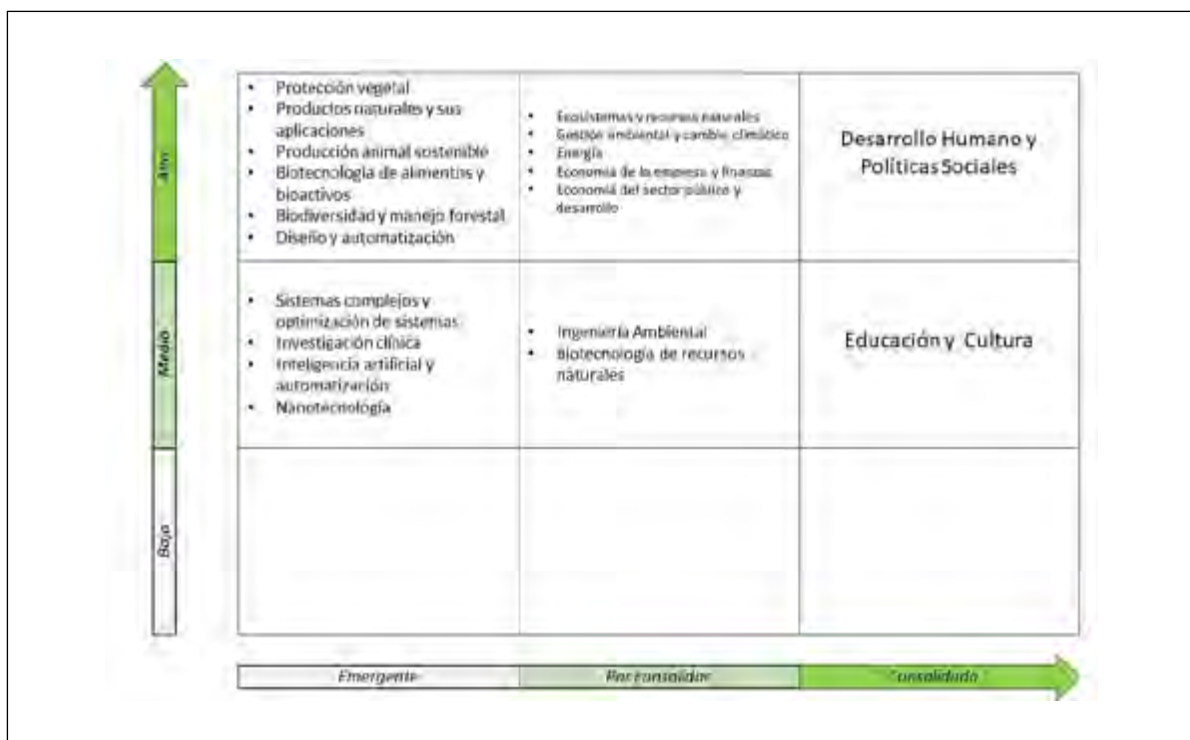 Alto
• Protección vegetal
• Productos naturales y sus
aplicaciones
• Producción animal sostenible
• Biotecnología de alimentos y
bioactivos
• Biodiversidad y manejo forestal
• Diseño y automatización
• Ecosistemas y recursos naturales
• Gestión ambiental y cambio climático
• Energía
• Economía de la empresa y finanzas
• Economía del sector público y
desarrollo
Desarrollo Humano y
Políticas Sociales
Medio
• Sistemas complejos y
optimización de sistemas
• Investigación clínica
• Inteligencia artificial y
automatización
• Nanotecnología
• Ingeniería Ambiental
• Biotecnología de recursos
naturales
Educación y Cultura
Bajo
Emergente
Por consolidar
Consolidado